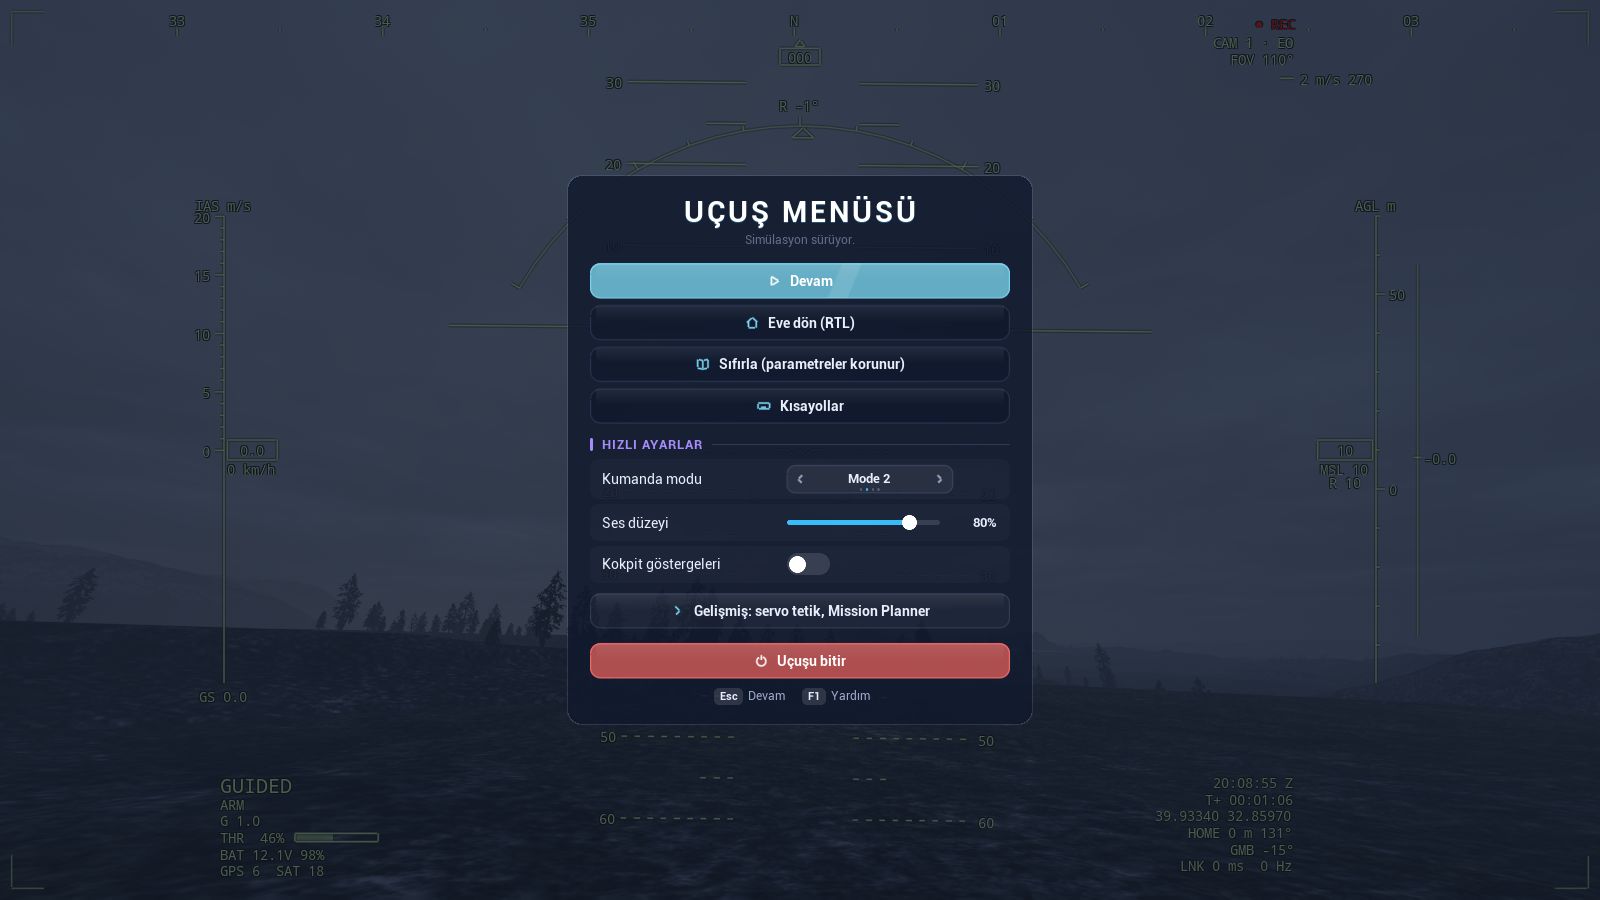 33 34 35 N 01 02 03
REC
CAM 1 · EO
FOV 110°
2 m/s 270
000
30 30
R -1°
20 20
IAS m/s
20
15
10
5
0
0.0
0 km/h
GS 0.0
AGL m
50
10
MSL 10
R 10
0
-0.0
UÇUŞ MENÜSÜ
Simülasyon sürüyor.
Devam
Eve dön (RTL)
Sıfırla (parametreler korunur)
Kısayollar
HIZLI AYARLAR
Kumanda modu Mode 2
Ses düzeyi 80%
Kokpit göstergeleri
Gelişmiş: servo tetik, Mission Planner
Uçuşu bitir
Esc Devam F1 Yardım
50 50
60 60
GUIDED
ARM
G 1.0
THR 46%
BAT 12.1V 98%
GPS 6 SAT 18
20:08:55 Z
T+ 00:01:06
39.93340 32.85970
HOME 0 m 131°
GMB -15°
LNK 0 ms 0 Hz